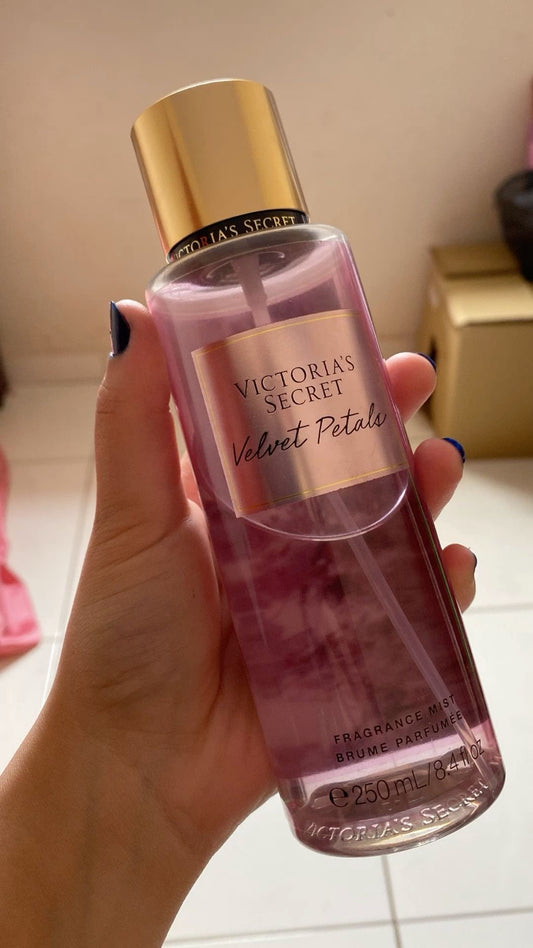 VICTORIA'S SECRET
VICTORIA'S
SECRET
Velvet Petals
FRAGRANCE MIST
BRUME PARFUMÉE
℮ 250 mL/8.4 fl oz
VICTORIA'S SECRET